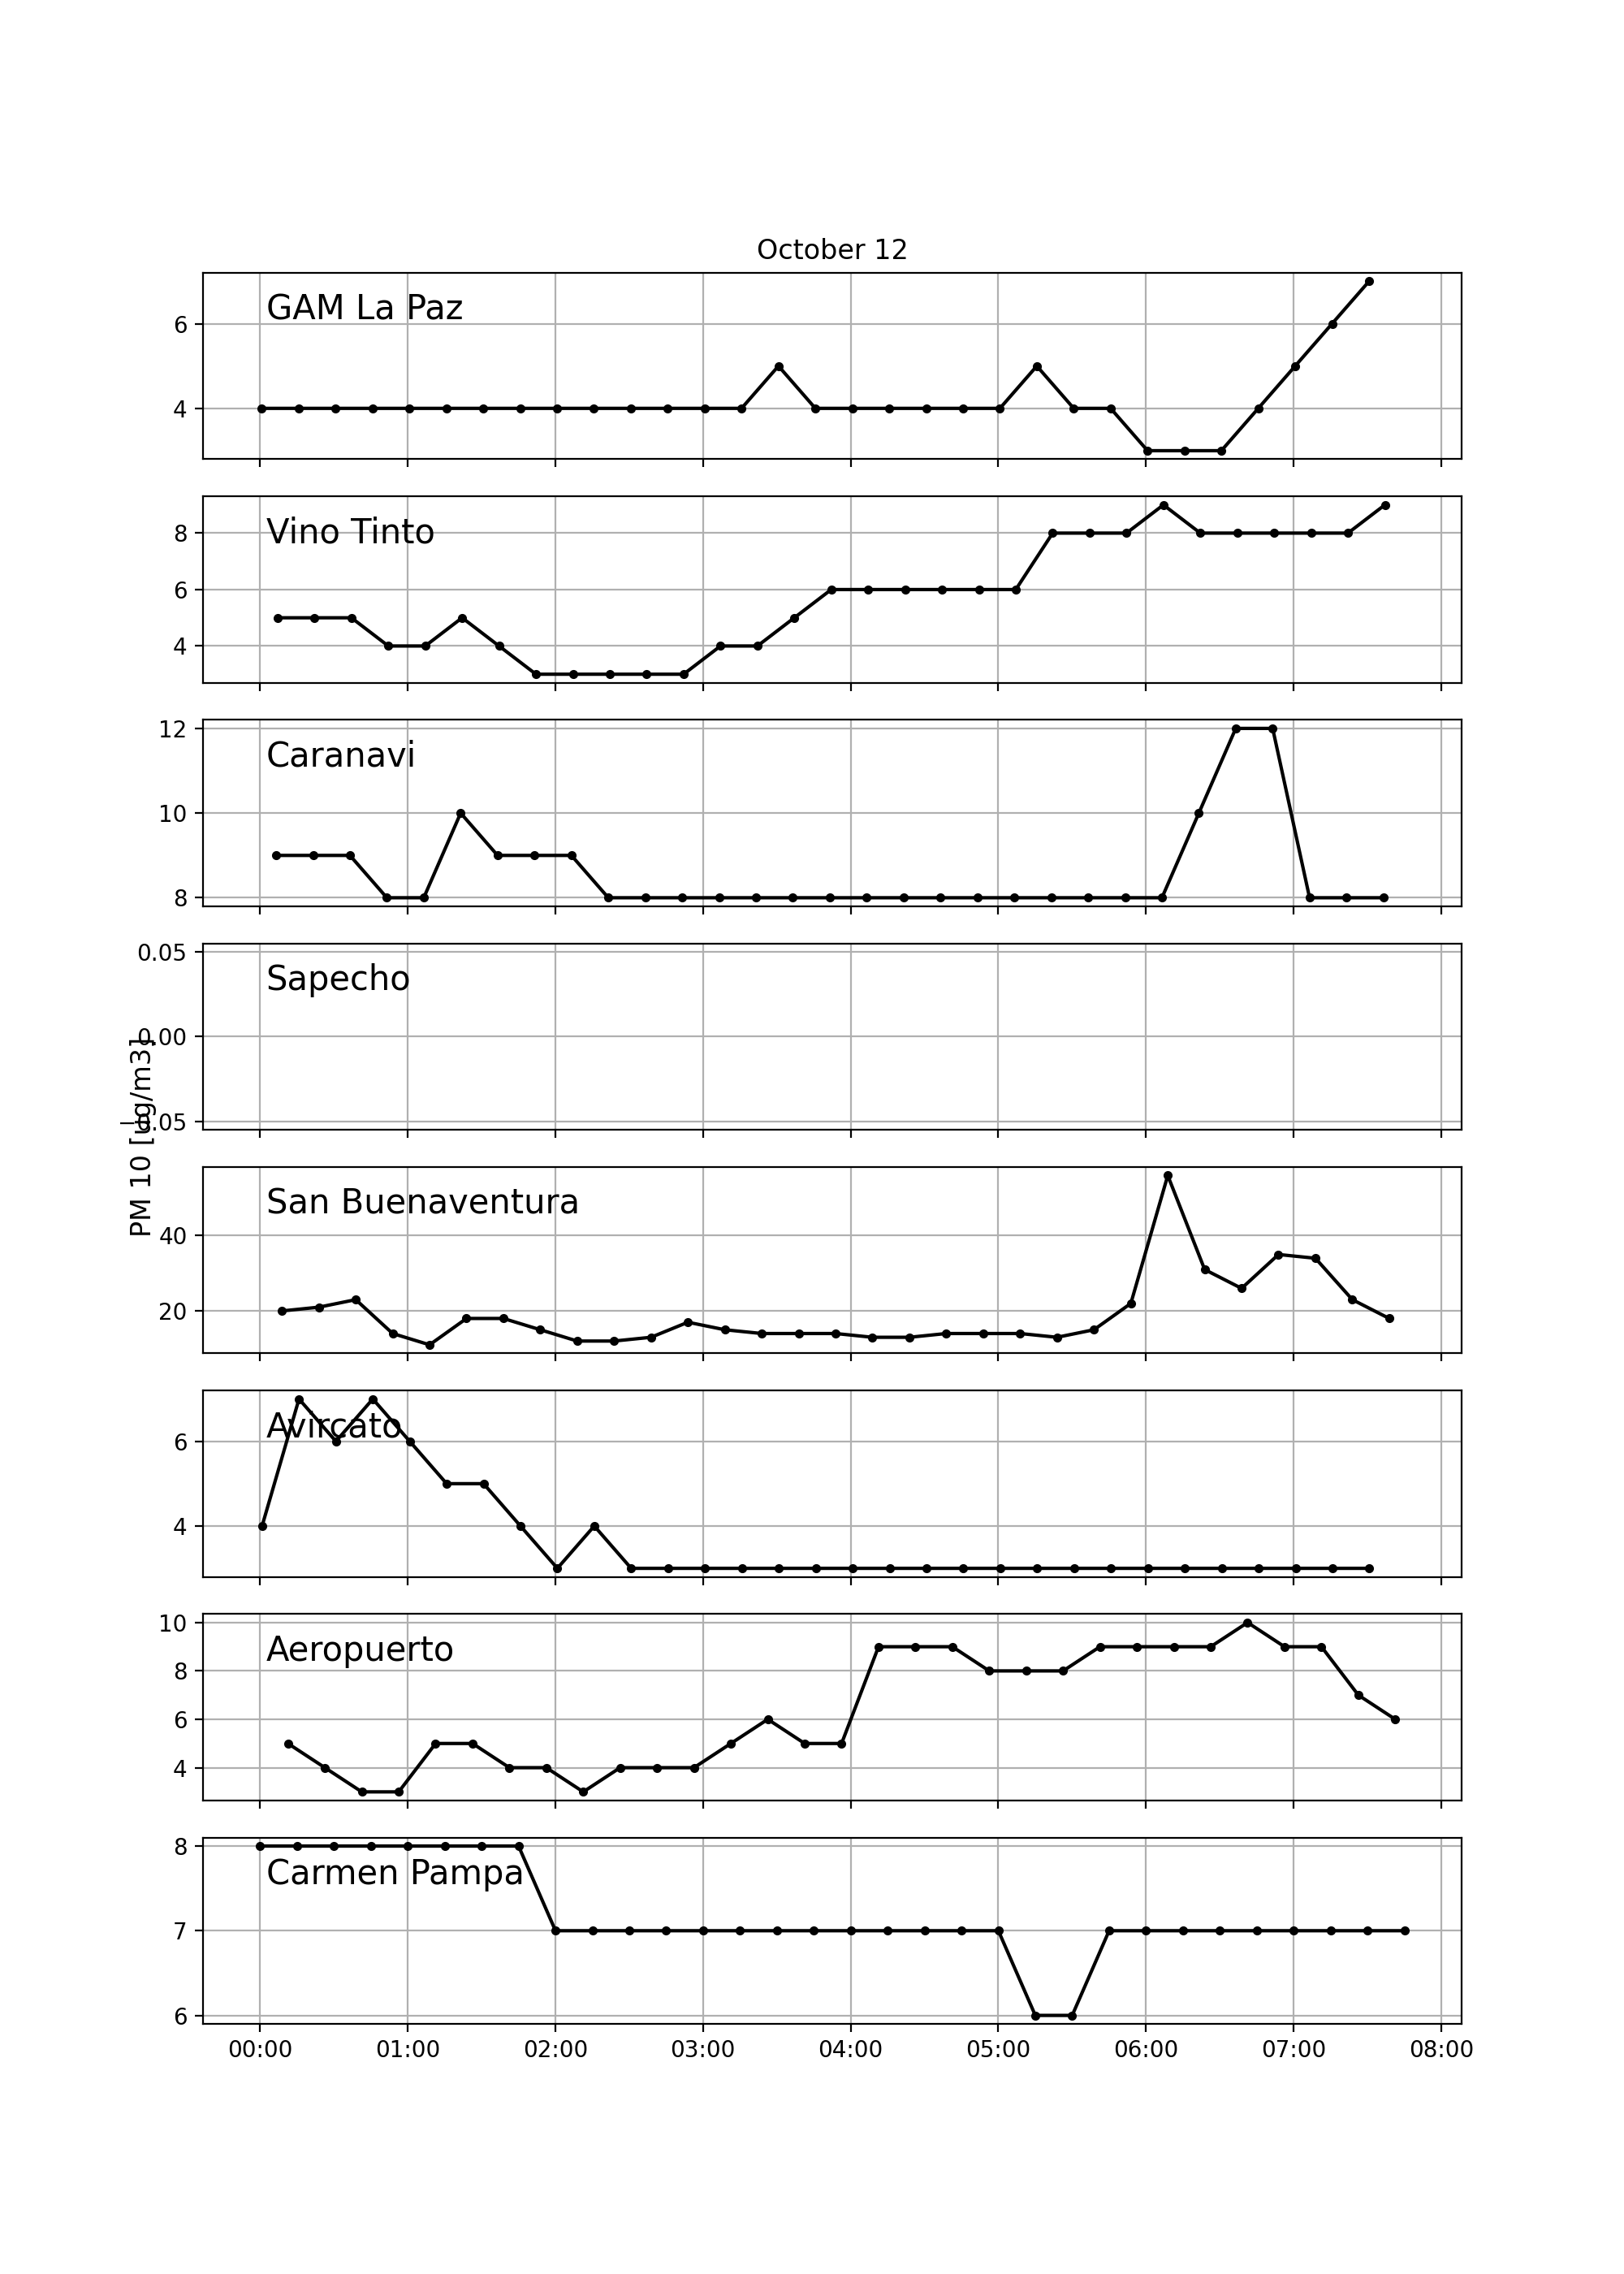 October 12
GAM La Paz
6
4
Vino Tinto
8
6
4
Caranavi
12
10
8
Sapecho
0.05
0.00
−0.05
PM 10 [ug/m3]
San Buenaventura
40
20
Avircato
6
4
Aeropuerto
10
8
6
4
Carmen Pampa
8
7
6
00:00 01:00 02:00 03:00 04:00 05:00 06:00 07:00 08:00